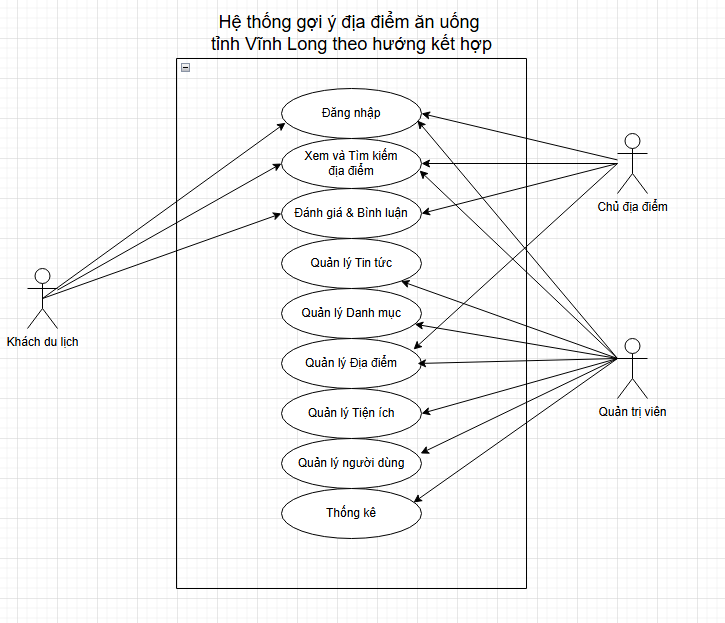 Hệ thống gợi ý địa điểm ăn uống
tỉnh Vĩnh Long theo hướng kết hợp
Đăng nhập
Xem và Tìm kiếm
địa điểm
Đánh giá & Bình luận
Quản lý Tin tức
Quản lý Danh mục
Quản lý Địa điểm
Quản lý Tiện ích
Quản lý người dùng
Thống kê
Khách du lịch
Chủ địa điểm
Quản trị viên